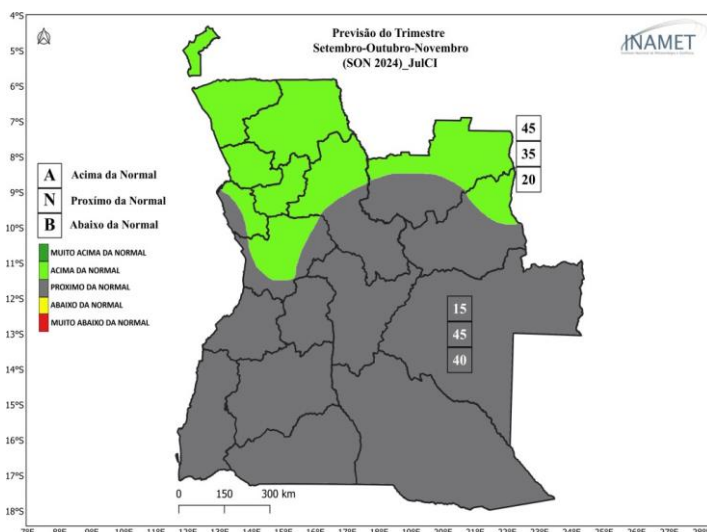 Previsão do Trimestre
Setembro-Outubro-Novembro
(SON 2024)_JulCI
INAMET
4°S
5°S
6°S
7°S
8°S
9°S
10°S
11°S
12°S
13°S
14°S
15°S
16°S
17°S
18°S
45
35
20
A Acima da Normal
N Proxímo da Normal
B Abaixo da Normal
MUITO ACIMA DA NORMAL
ACIMA DA NORMAL
PROXIMO DA NORMAL
ABAIXO DA NORMAL
MUITO ABAIXO DA NORMAL
15
45
40
0 150 300 km